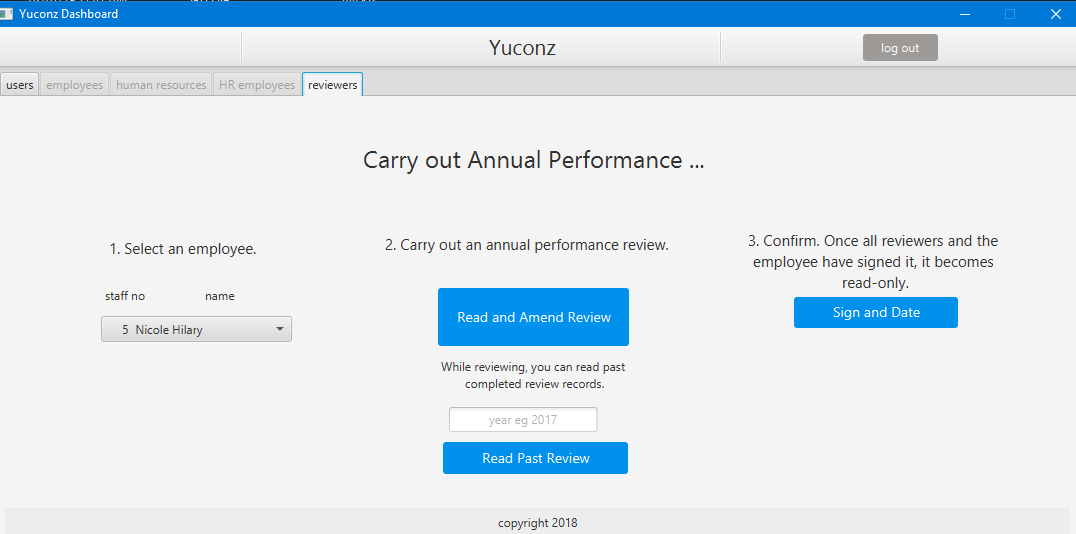 Yuconz Dashboard
Yuconz
log out
users
employees
human resources
HR employees
reviewers
Carry out Annual Performance ...
1. Select an employee.
staff no
name
5 Nicole Hilary
2. Carry out an annual performance review.
Read and Amend Review
While reviewing, you can read past
completed review records.
year eg 2017
Read Past Review
3. Confirm. Once all reviewers and the
employee have signed it, it becomes
read-only.
Sign and Date
copyright 2018